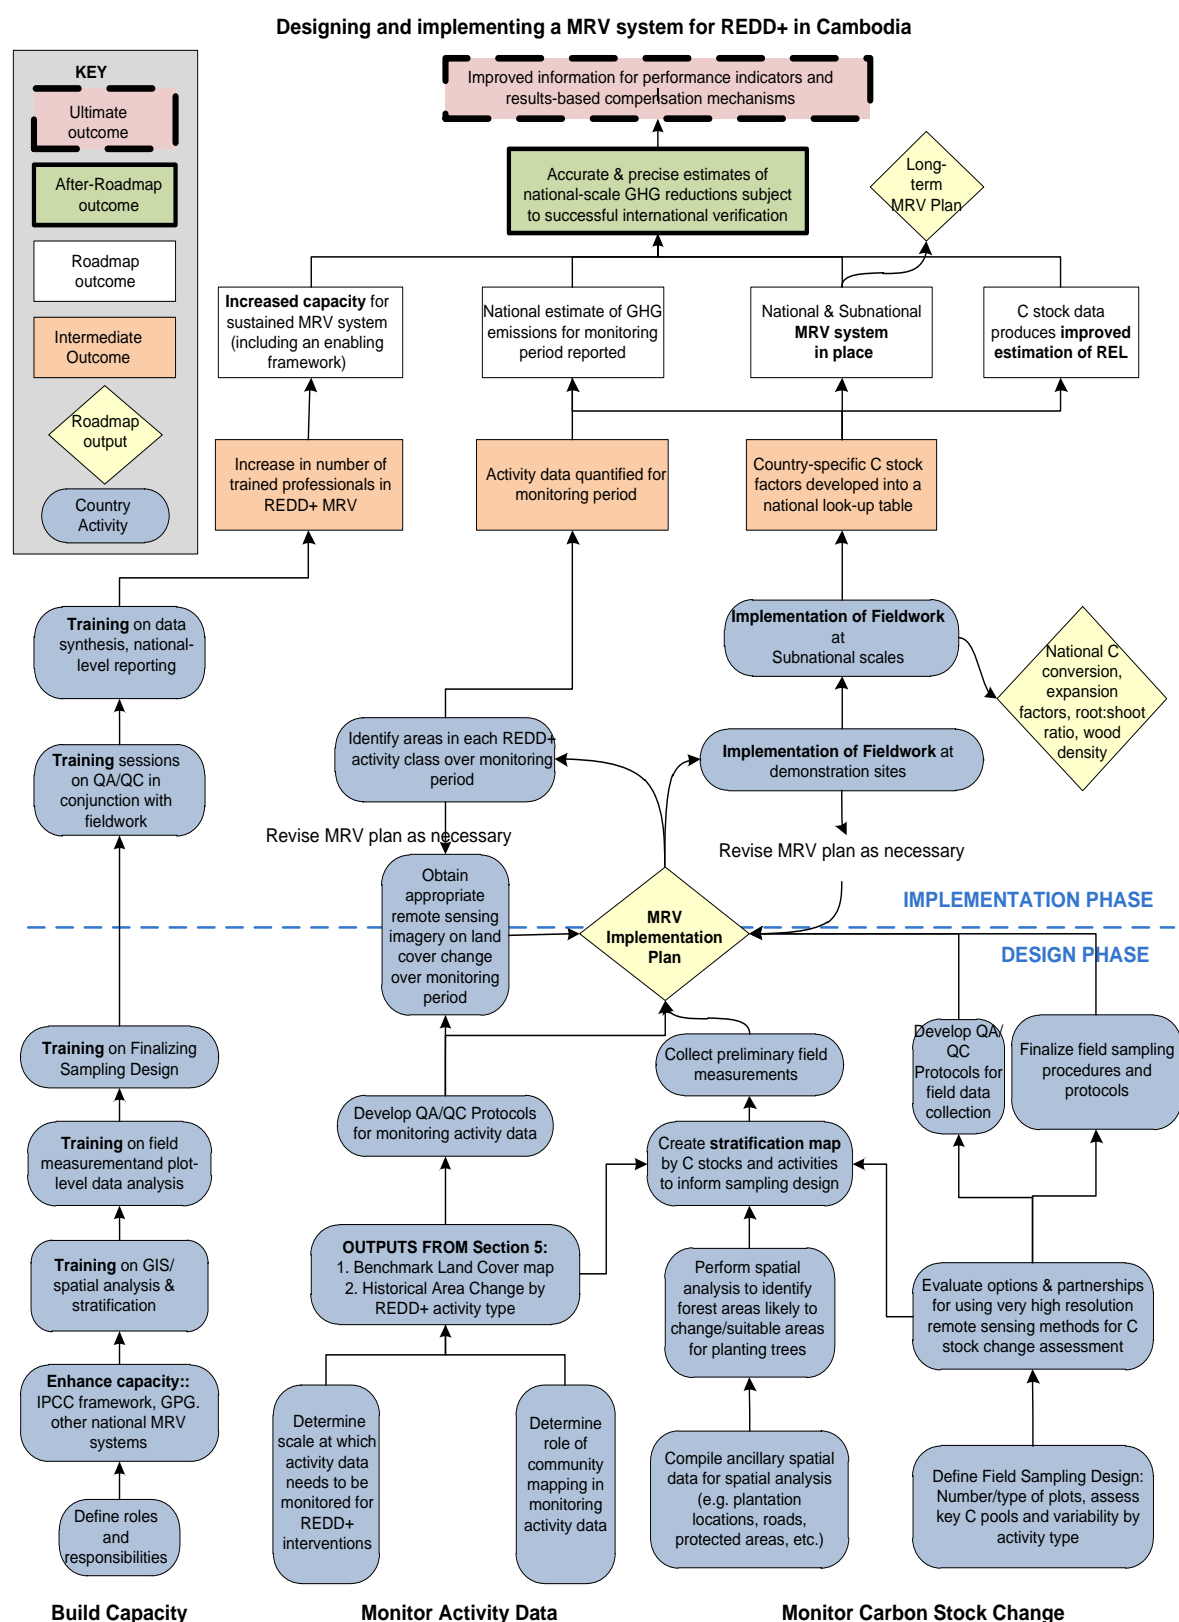 Designing and implementing a MRV system for REDD+ in Cambodia
KEY
Ultimate
outcome
After-Roadmap
outcome
Roadmap
outcome
Intermediate
Outcome
Roadmap
output
Country
Activity
Improved information for performance indicators and
results-based compensation mechanisms
Accurate & precise estimates of
national-scale GHG reductions subject
to successful international verification
Long-
term
MRV Plan
Increased capacity for
sustained MRV system
(including an enabling
framework)
National estimate of GHG
emissions for monitoring
period reported
National & Subnational
MRV system
in place
C stock data
produces improved
estimation of REL
Increase in number of
trained professionals in
REDD+ MRV
Activity data quantified for
monitoring period
Country-specific C stock
factors developed into a
national look-up table
Training on data
synthesis, national-
level reporting
Implementation of Fieldwork
at
Subnational scales
National C
conversion,
expansion
factors, root:shoot
ratio, wood
density
Training sessions
on QA/QC in
conjunction with
fieldwork
Identify areas in each REDD+
activity class over monitoring
period
Implementation of Fieldwork at
demonstration sites
Revise MRV plan as necessary
Revise MRV plan as necessary
Obtain
appropriate
remote sensing
imagery on land
cover change
over monitoring
period
MRV
Implementation
Plan
IMPLEMENTATION PHASE
DESIGN PHASE
Training on Finalizing
Sampling Design
Collect preliminary field
measurements
Develop QA/
QC
Protocols for
field data
collection
Finalize field sampling
procedures and
protocols
Develop QA/QC Protocols
for monitoring activity data
Training on field
measurementand plot-
level data analysis
Create stratification map
by C stocks and activities
to inform sampling design
OUTPUTS FROM Section 5:
1. Benchmark Land Cover map
2. Historical Area Change by
REDD+ activity type
Training on GIS/
spatial analysis &
stratification
Perform spatial
analysis to identify
forest areas likely to
change/suitable areas
for planting trees
Evaluate options & partnerships
for using very high resolution
remote sensing methods for C
stock change assessment
Enhance capacity::
IPCC framework, GPG.
other national MRV
systems
Determine
scale at which
activity data
needs to be
monitored for
REDD+
interventions
Determine
role of
community
mapping in
monitoring
activity data
Compile ancillary spatial
data for spatial analysis
(e.g. plantation
locations, roads,
protected areas, etc.)
Define Field Sampling Design:
Number/type of plots, assess
key C pools and variability by
activity type
Define roles
and
responsibilities
Build Capacity
Monitor Activity Data
Monitor Carbon Stock Change